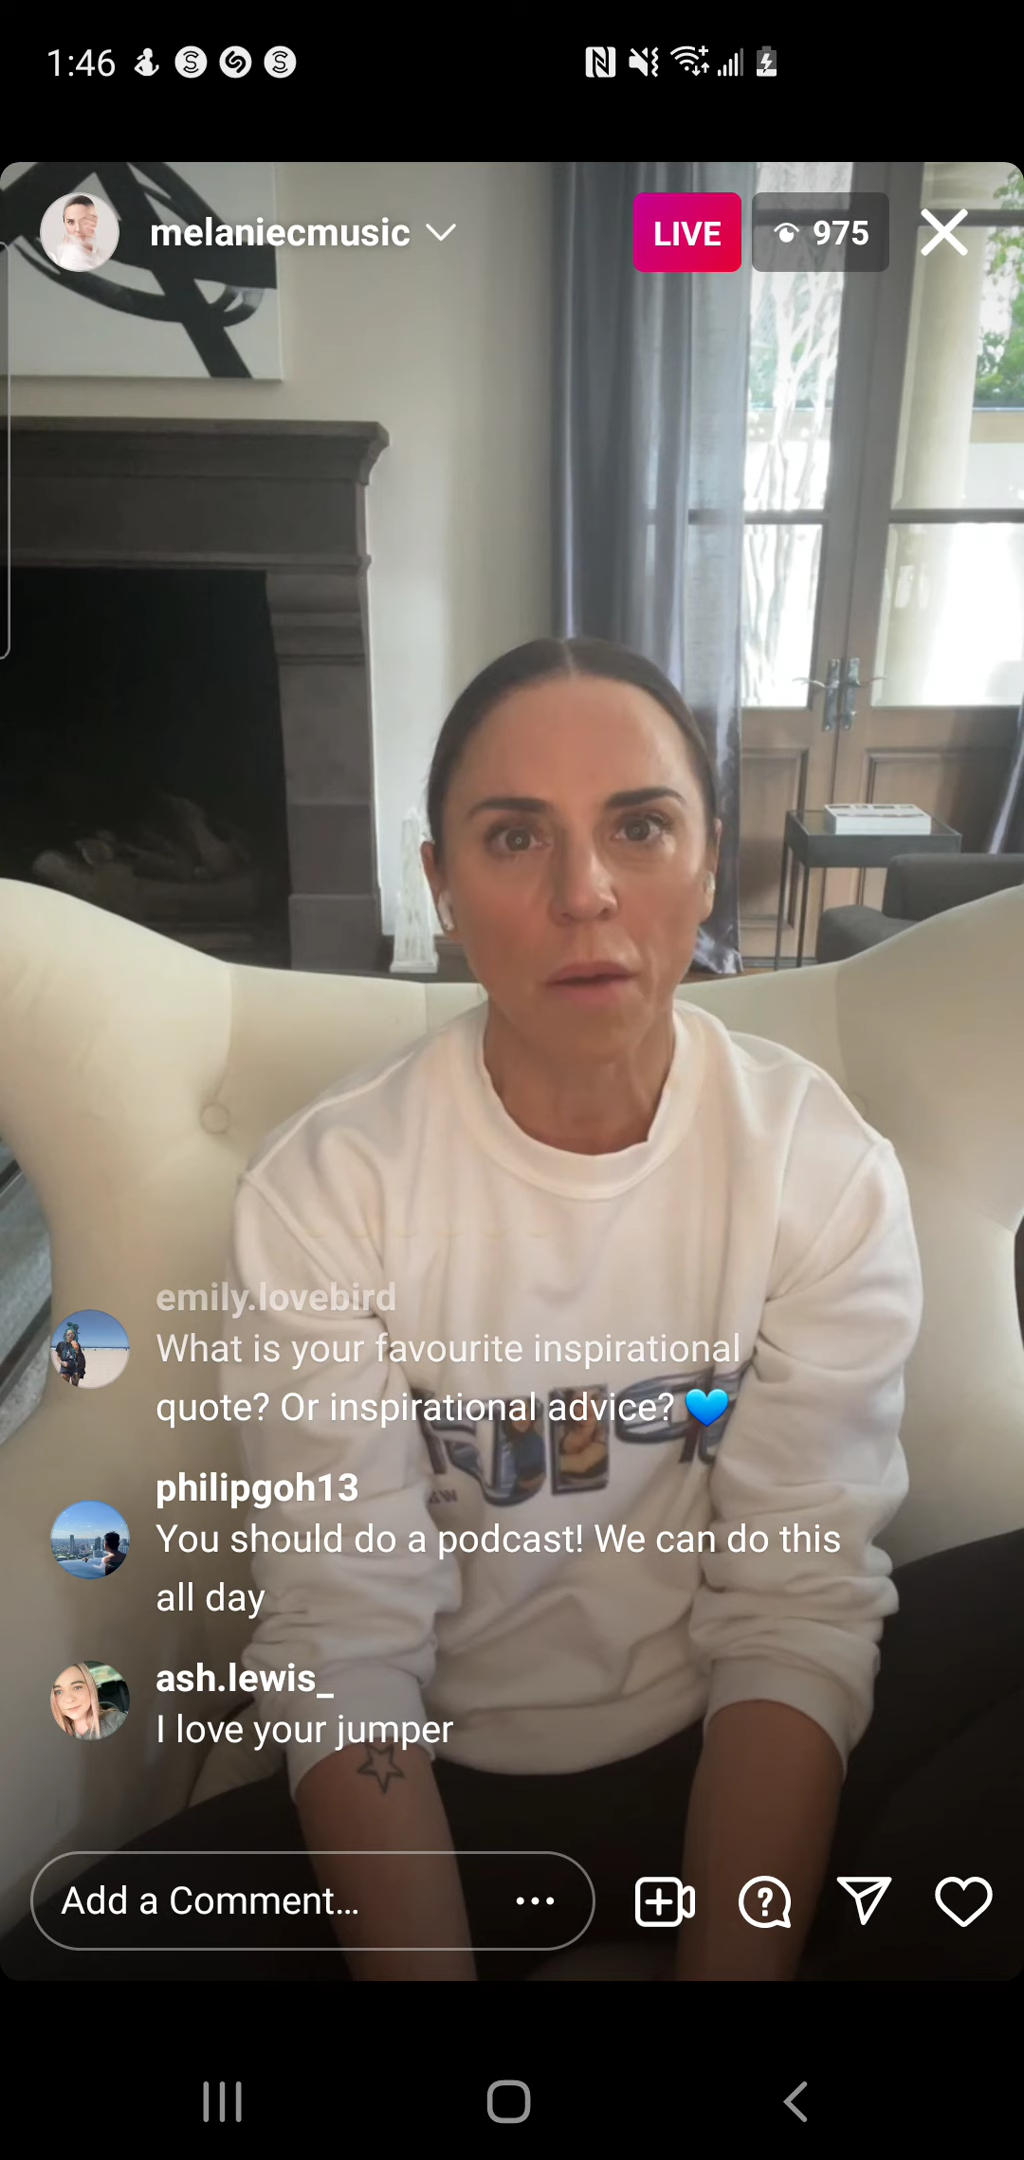 1:46
melaniecmusic
LIVE
975
emily.lovebird
What is your favourite inspirational
quote? Or inspirational advice? 💙
philipgoh13
You should do a podcast! We can do this
all day
ash.lewis_
I love your jumper
Add a Comment...